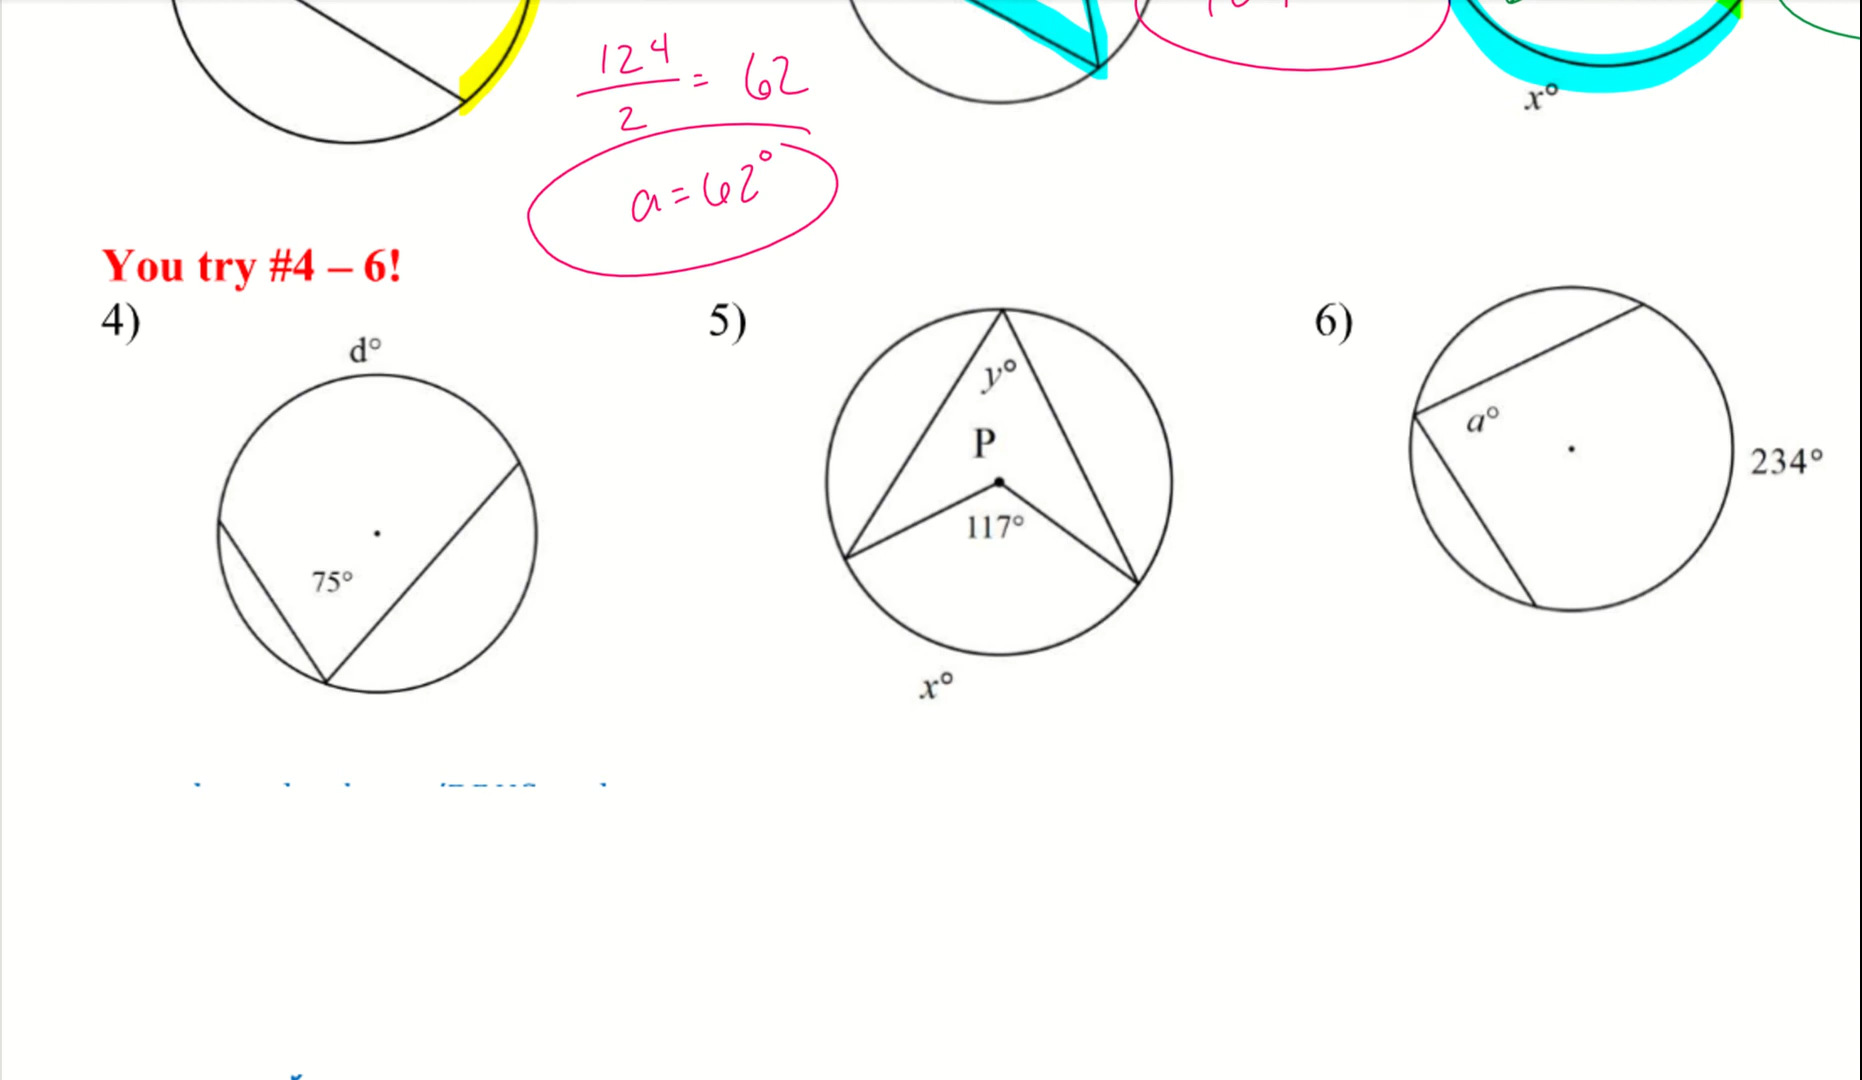 124
2
= 62
a = 62°
x°
You try #4 – 6!
4)
d°
75°
5)
y°
P
117°
x°
6)
a°
234°